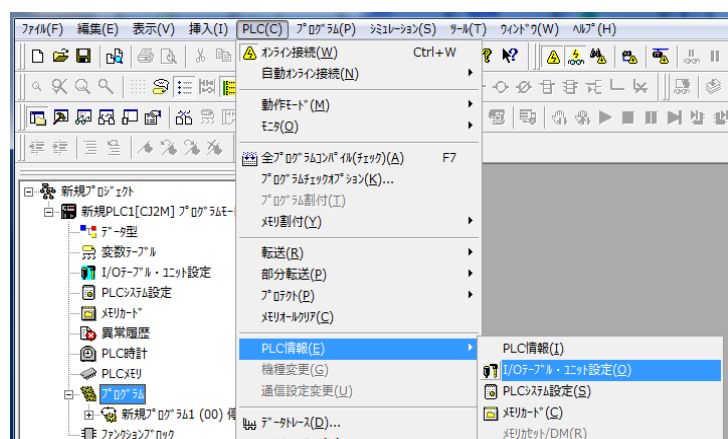 ファイル(F) 編集(E) 表示(V) 挿入(I) PLC(C) プログラム(P) シミュレーション(S) ツール(T) ウィンドウ(W) ヘルプ(H)
オンライン接続(W) Ctrl+W
自動オンライン接続(N)
動作モード(M)
モニタ(O)
全プログラムコンパイル(チェック)(A) F7
プログラムチェックオプション(K)...
プログラム割付(T)
メモリ割付(Y)
転送(R)
部分転送(P)
プロテクト(P)
メモリオールクリア(C)
PLC情報(E)
機種変更(G)
通信設定変更(U)
データトレース(D)...
PLC情報(I)
I/Oテーブル・ユニット設定(O)
PLCシステム設定(S)
メモリカード(C)
メモリカセット/DM(R)
新規プロジェクト
新規PLC1[CJ2M] プログラムモー
データ型
変数テーブル
I/Oテーブル・ユニット設定
PLCシステム設定
メモリカード
異常履歴
PLC時計
PLCメモリ
プログラム
新規プログラム1 (00) 停
ファンクションブロック